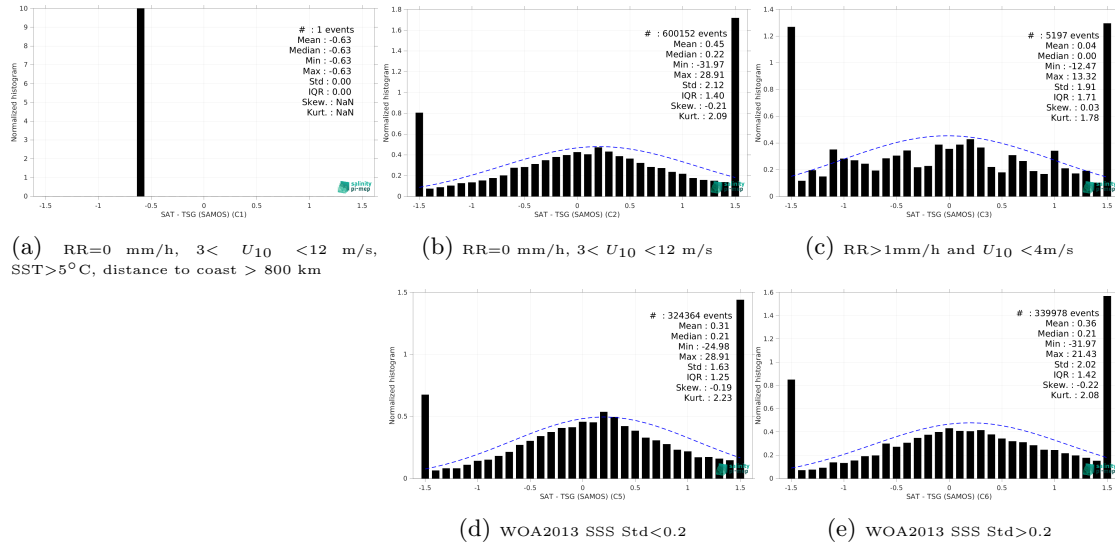 10
9
8
7
6
5
4
3
2
1
0
Normalized histogram
# : 1 events
Mean : -0.63
Median : -0.63
Min : -0.63
Max : -0.63
Std : 0.00
IQR : 0.00
Skew. : NaN
Kurt. : NaN
salinity
pi-mep
-1.5 -1 -0.5 0 0.5 1 1.5
SAT - TSG (SAMOS) (C1)
(a) RR=0 mm/h, 3< U10 <12 m/s,
SST>5°C, distance to coast > 800 km
1.8
1.6
1.4
1.2
1
0.8
0.6
0.4
0.2
0
Normalized histogram
# : 600152 events
Mean : 0.45
Median : 0.22
Min : -31.97
Max : 28.91
Std : 2.12
IQR : 1.40
Skew. : -0.21
Kurt. : 2.09
salinity
pi-mep
-1.5 -1 -0.5 0 0.5 1 1.5
SAT - TSG (SAMOS) (C2)
(b) RR=0 mm/h, 3< U10 <12 m/s
1.4
1.2
1
0.8
0.6
0.4
0.2
0
Normalized histogram
# : 5197 events
Mean : 0.04
Median : 0.00
Min : -12.47
Max : 13.32
Std : 1.91
IQR : 1.71
Skew. : 0.03
Kurt. : 1.78
salinity
pi-mep
-1.5 -1 -0.5 0 0.5 1 1.5
SAT - TSG (SAMOS) (C3)
(c) RR>1mm/h and U10 <4m/s
1.5
1
0.5
0
Normalized histogram
# : 324364 events
Mean : 0.31
Median : 0.21
Min : -24.98
Max : 28.91
Std : 1.63
IQR : 1.25
Skew. : -0.19
Kurt. : 2.23
salinity
pi-mep
-1.5 -1 -0.5 0 0.5 1 1.5
SAT - TSG (SAMOS) (C5)
(d) WOA2013 SSS Std<0.2
1.6
1.4
1.2
1
0.8
0.6
0.4
0.2
0
Normalized histogram
# : 339978 events
Mean : 0.36
Median : 0.21
Min : -31.97
Max : 21.43
Std : 2.02
IQR : 1.42
Skew. : -0.22
Kurt. : 2.08
salinity
pi-mep
-1.5 -1 -0.5 0 0.5 1 1.5
SAT - TSG (SAMOS) (C6)
(e) WOA2013 SSS Std>0.2